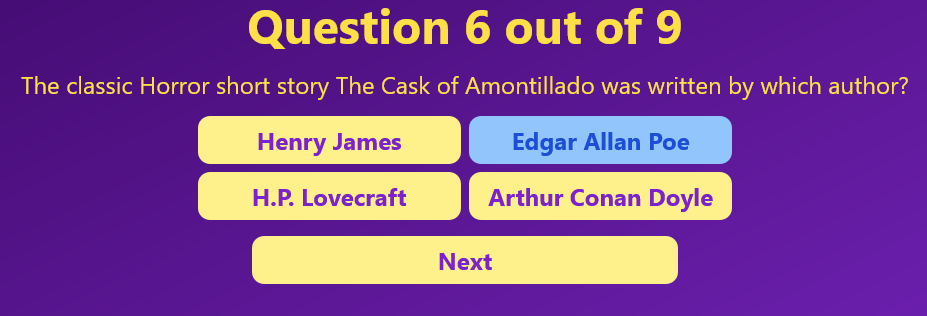 Question 6 out of 9
The classic Horror short story The Cask of Amontillado was written by which author?
Henry James
Edgar Allan Poe
H.P. Lovecraft
Arthur Conan Doyle
Next